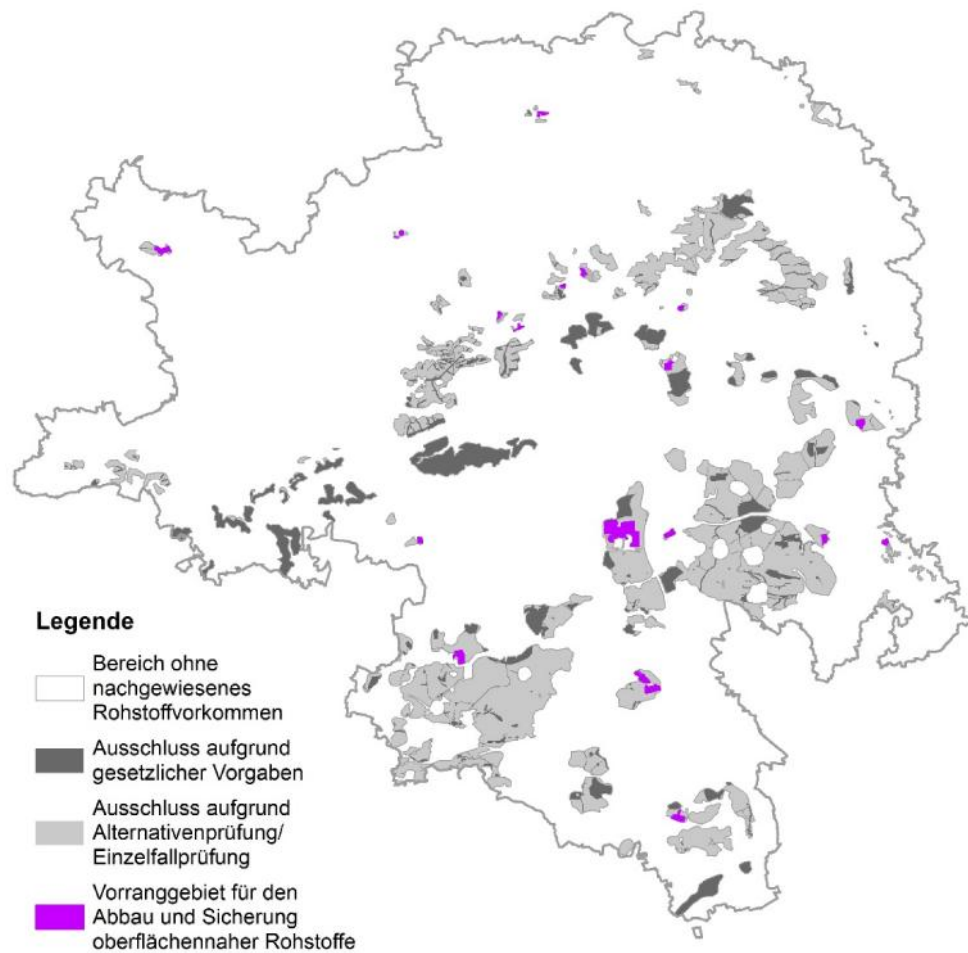 Legende
Bereich ohne
nachgewiesenes
Rohstoffvorkommen
Ausschluss aufgrund
gesetzlicher Vorgaben
Ausschluss aufgrund
Alternativenprüfung/
Einzelfallprüfung
Vorranggebiet für den
Abbau und Sicherung
oberflächennaher Rohstoffe